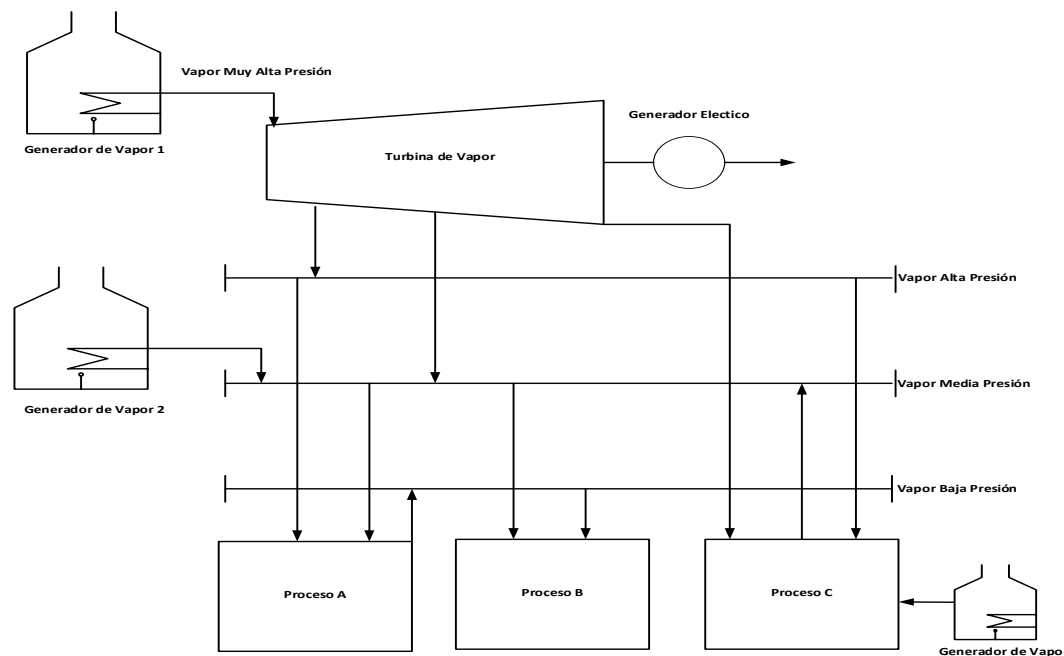 Vapor Muy Alta Presión
Generador Electico
Generador de Vapor 1
Turbina de Vapor
Vapor Alta Presión
Vapor Media Presión
Generador de Vapor 2
Vapor Baja Presión
Proceso A
Proceso B
Proceso C
Generador de Vapo